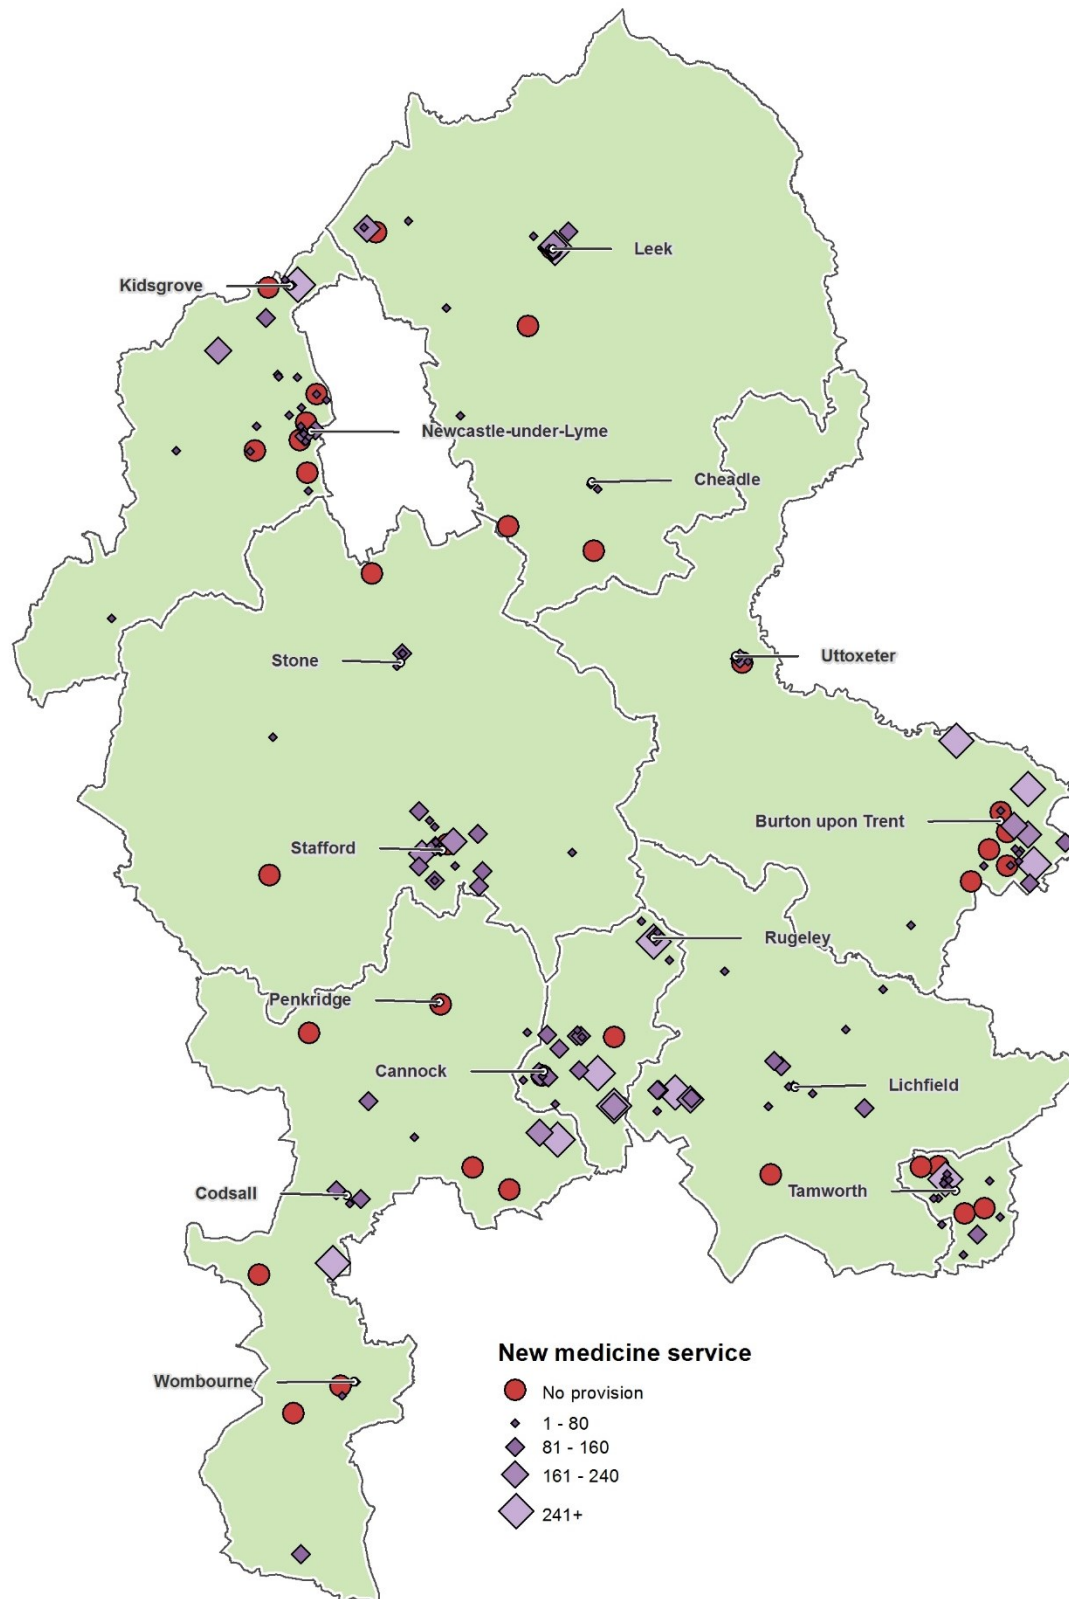 Leek
Kidsgrove
Newcastle-under-Lyme
Cheadle
Stone
Uttoxeter
Burton upon Trent
Stafford
Rugeley
Penkridge
Cannock
Lichfield
Tamworth
Codsall
Wombourne
New medicine service
No provision
1 - 80
81 - 160
161 - 240
241+